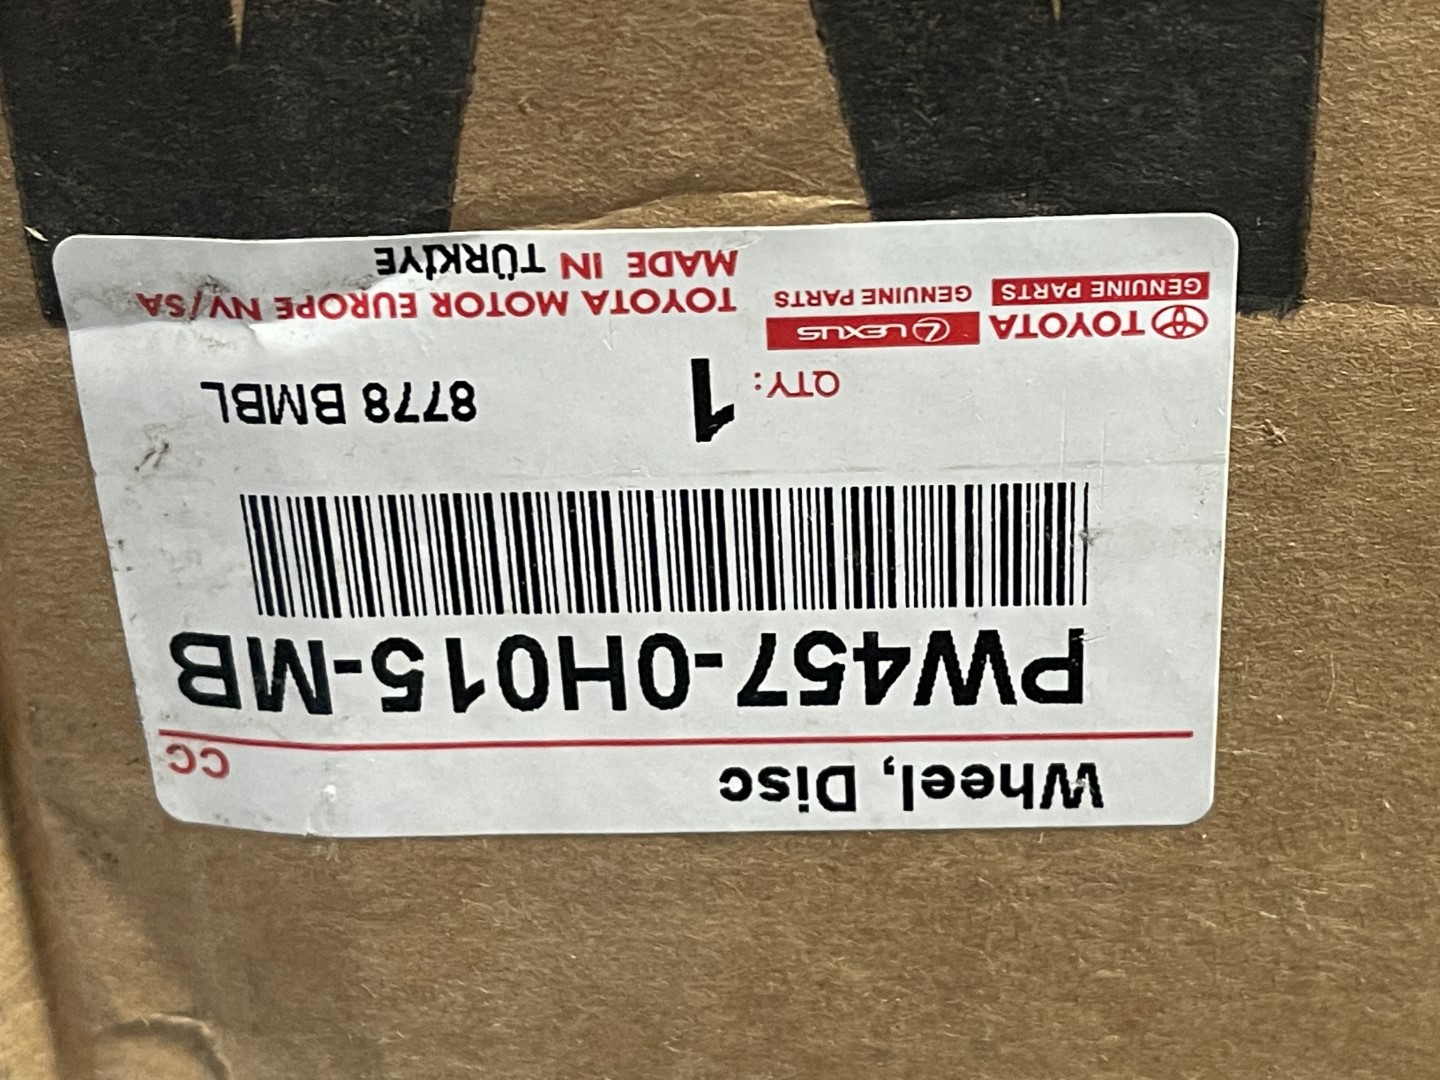 Wheel, Disc
CC
PW457-0H015-MB
QTY: 1
8778 BMBL
TOYOTA
GENUINE PARTS
LEXUS
GENUINE PARTS
TOYOTA MOTOR EUROPE NV/SA
MADE IN TÜRKİYE